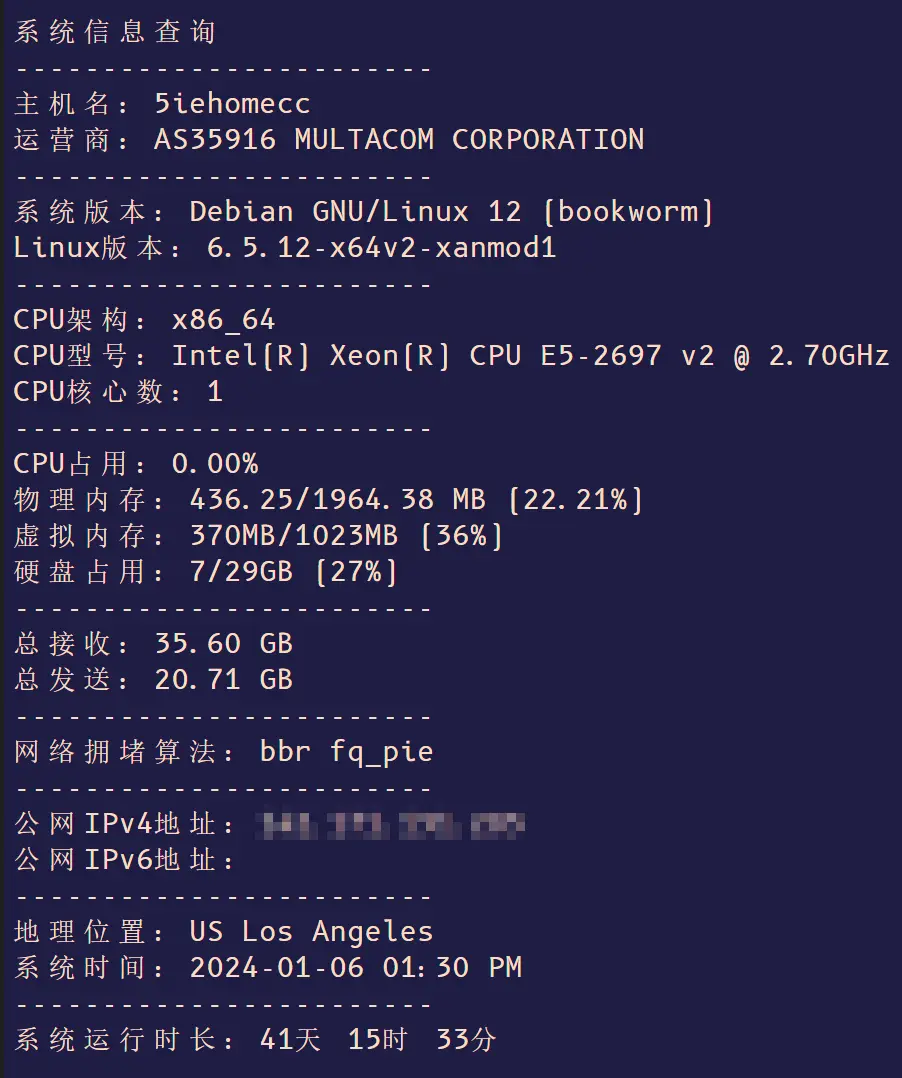 系统信息查询
------------------------
主机名: 5iehomecc
运营商: AS35916 MULTACOM CORPORATION
------------------------
系统版本: Debian GNU/Linux 12 (bookworm)
Linux版本: 6.5.12-x64v2-xanmod1
------------------------
CPU架构: x86_64
CPU型号: Intel(R) Xeon(R) CPU E5-2697 v2 @ 2.70GHz
CPU核心数: 1
------------------------
CPU占用: 0.00%
物理内存: 436.25/1964.38 MB (22.21%)
虚拟内存: 370MB/1023MB (36%)
硬盘占用: 7/29GB (27%)
------------------------
总接收: 35.60 GB
总发送: 20.71 GB
------------------------
网络拥堵算法: bbr fq_pie
------------------------
公网IPv4地址:
公网IPv6地址:
------------------------
地理位置: US Los Angeles
系统时间: 2024-01-06 01:30 PM
------------------------
系统运行时长: 41天 15时 33分